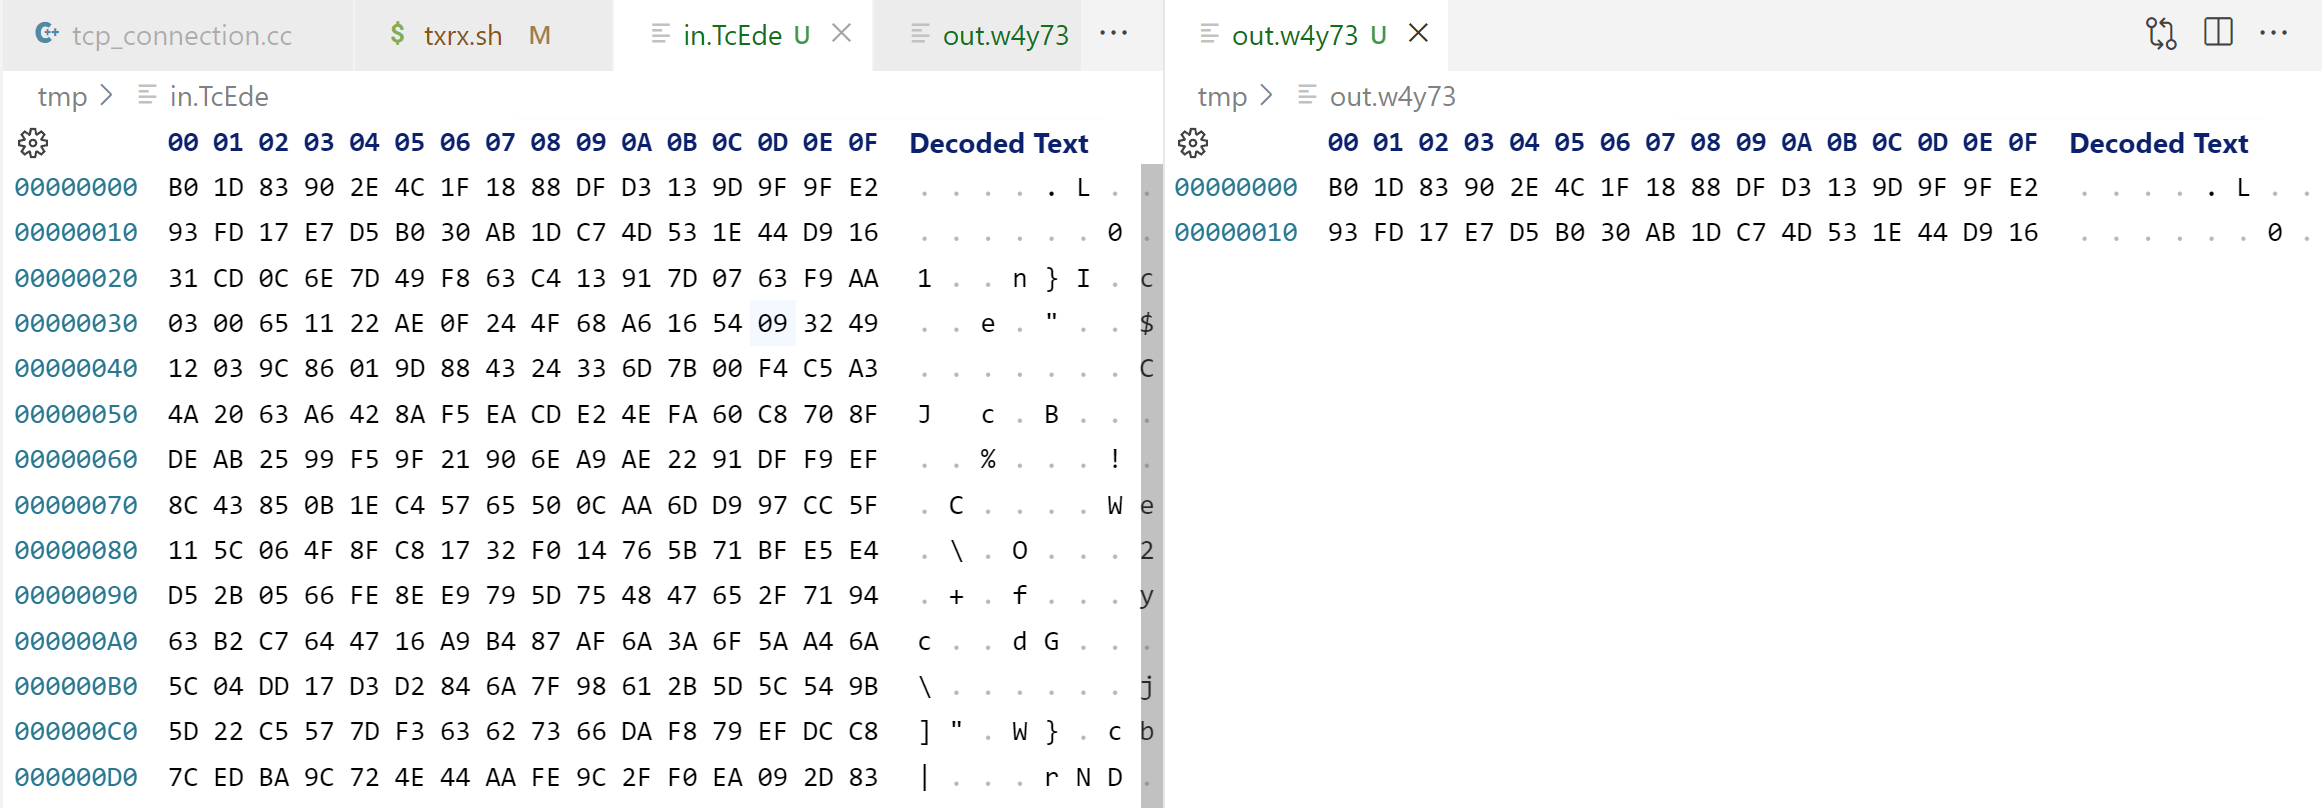 tcp_connection.cc $ txrx.sh M in.TcEde U out.w4y73 ···
tmp > in.TcEde
00 01 02 03 04 05 06 07 08 09 0A 0B 0C 0D 0E 0F Decoded Text
00000000 B0 1D 83 90 2E 4C 1F 18 88 DF D3 13 9D 9F 9F E2 . . . . . L . .
00000010 93 FD 17 E7 D5 B0 30 AB 1D C7 4D 53 1E 44 D9 16 . . . . . . 0 .
00000020 31 CD 0C 6E 7D 49 F8 63 C4 13 91 7D 07 63 F9 AA 1 . . n } I . c
00000030 03 00 65 11 22 AE 0F 24 4F 68 A6 16 54 09 32 49 . . e . " . . $
00000040 12 03 9C 86 01 9D 88 43 24 33 6D 7B 00 F4 C5 A3 . . . . . . . C
00000050 4A 20 63 A6 42 8A F5 EA CD E2 4E FA 60 C8 70 8F J c . B . . .
00000060 DE AB 25 99 F5 9F 21 90 6E A9 AE 22 91 DF F9 EF . . % . . . ! .
00000070 8C 43 85 0B 1E C4 57 65 50 0C AA 6D D9 97 CC 5F . C . . . . W e
00000080 11 5C 06 4F 8F C8 17 32 F0 14 76 5B 71 BF E5 E4 . \ . O . . . 2
00000090 D5 2B 05 66 FE 8E E9 79 5D 75 48 47 65 2F 71 94 . + . f . . . y
000000A0 63 B2 C7 64 47 16 A9 B4 87 AF 6A 3A 6F 5A A4 6A c . . d G . . .
000000B0 5C 04 DD 17 D3 D2 84 6A 7F 98 61 2B 5D 5C 54 9B \ . . . . . . j
000000C0 5D 22 C5 57 7D F3 63 62 73 66 DA F8 79 EF DC C8 ] " . W } . c b
000000D0 7C ED BA 9C 72 4E 44 AA FE 9C 2F F0 EA 09 2D 83 | . . . r N D .
out.w4y73 U ···
tmp > out.w4y73
00 01 02 03 04 05 06 07 08 09 0A 0B 0C 0D 0E 0F Decoded Text
00000000 B0 1D 83 90 2E 4C 1F 18 88 DF D3 13 9D 9F 9F E2 . . . . . L . .
00000010 93 FD 17 E7 D5 B0 30 AB 1D C7 4D 53 1E 44 D9 16 . . . . . . 0 .